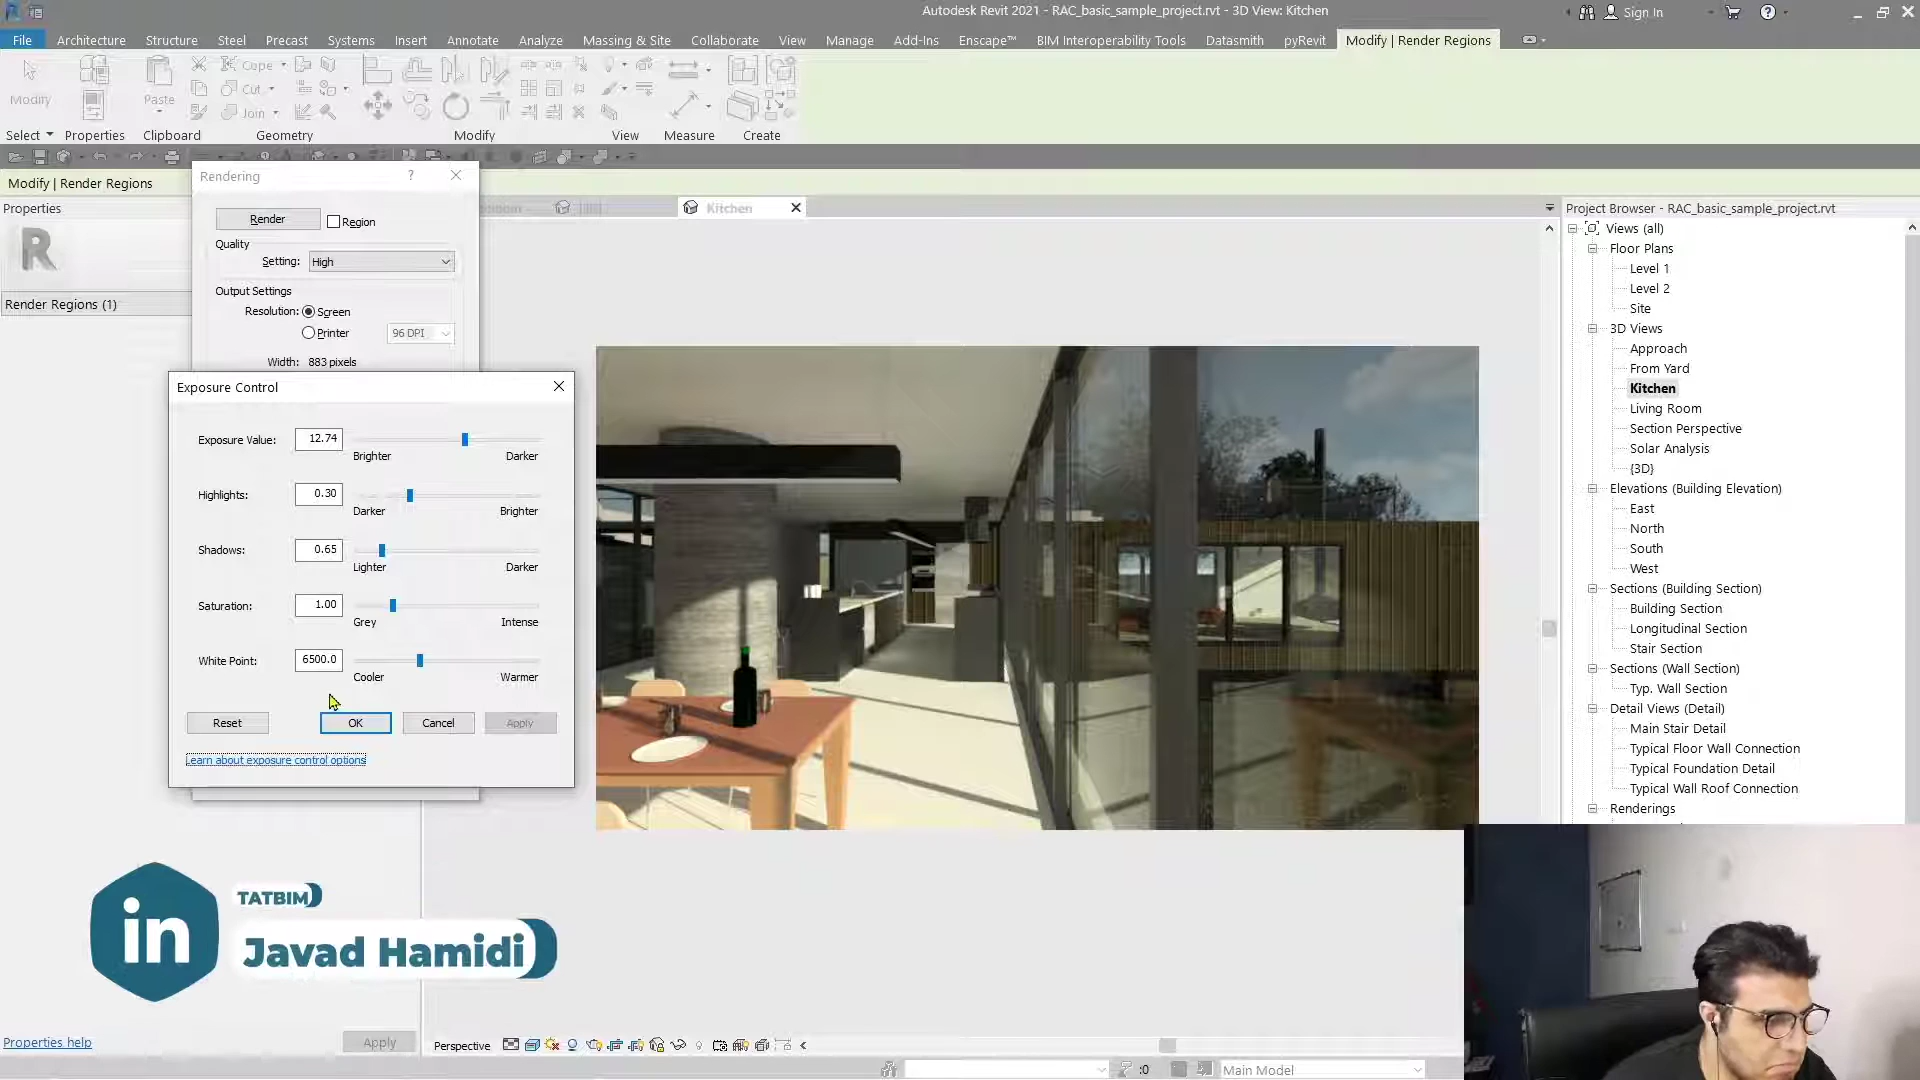 Autodesk Revit 2021 - RAC_basic_sample_project.rvt - 3D View: Kitchen
Sign In
File Architecture Structure Steel Precast Systems Insert Annotate Analyze Massing & Site Collaborate View Manage Add-Ins Enscape™ BIM Interoperability Tools Datasmith pyRevit Modify | Render Regions
Modify
Paste
Cope
Cut
Join
Select Properties Clipboard Geometry Modify View Measure Create
Modify | Render Regions
Properties
Render Regions (1)
Rendering
?
Render
Region
Quality
Setting: High
Output Settings
Resolution: Screen
Printer 96 DPI
Width: 883 pixels
Kitchen
Exposure Control
Exposure Value: 12.74
Brighter Darker
Highlights: 0.30
Darker Brighter
Shadows: 0.65
Lighter Darker
Saturation: 1.00
Grey Intense
White Point: 6500.0
Cooler Warmer
Reset OK Cancel Apply
Learn about exposure control options
Project Browser - RAC_basic_sample_project.rvt
Views (all)
Floor Plans
Level 1
Level 2
Site
3D Views
Approach
From Yard
Kitchen
Living Room
Section Perspective
Solar Analysis
{3D}
Elevations (Building Elevation)
East
North
South
West
Sections (Building Section)
Building Section
Longitudinal Section
Stair Section
Sections (Wall Section)
Typ. Wall Section
Detail Views (Detail)
Main Stair Detail
Typical Floor Wall Connection
Typical Foundation Detail
Typical Wall Roof Connection
Renderings
in
TATBIM
Javad Hamidi
Properties help
Apply
Perspective
:0
Main Model